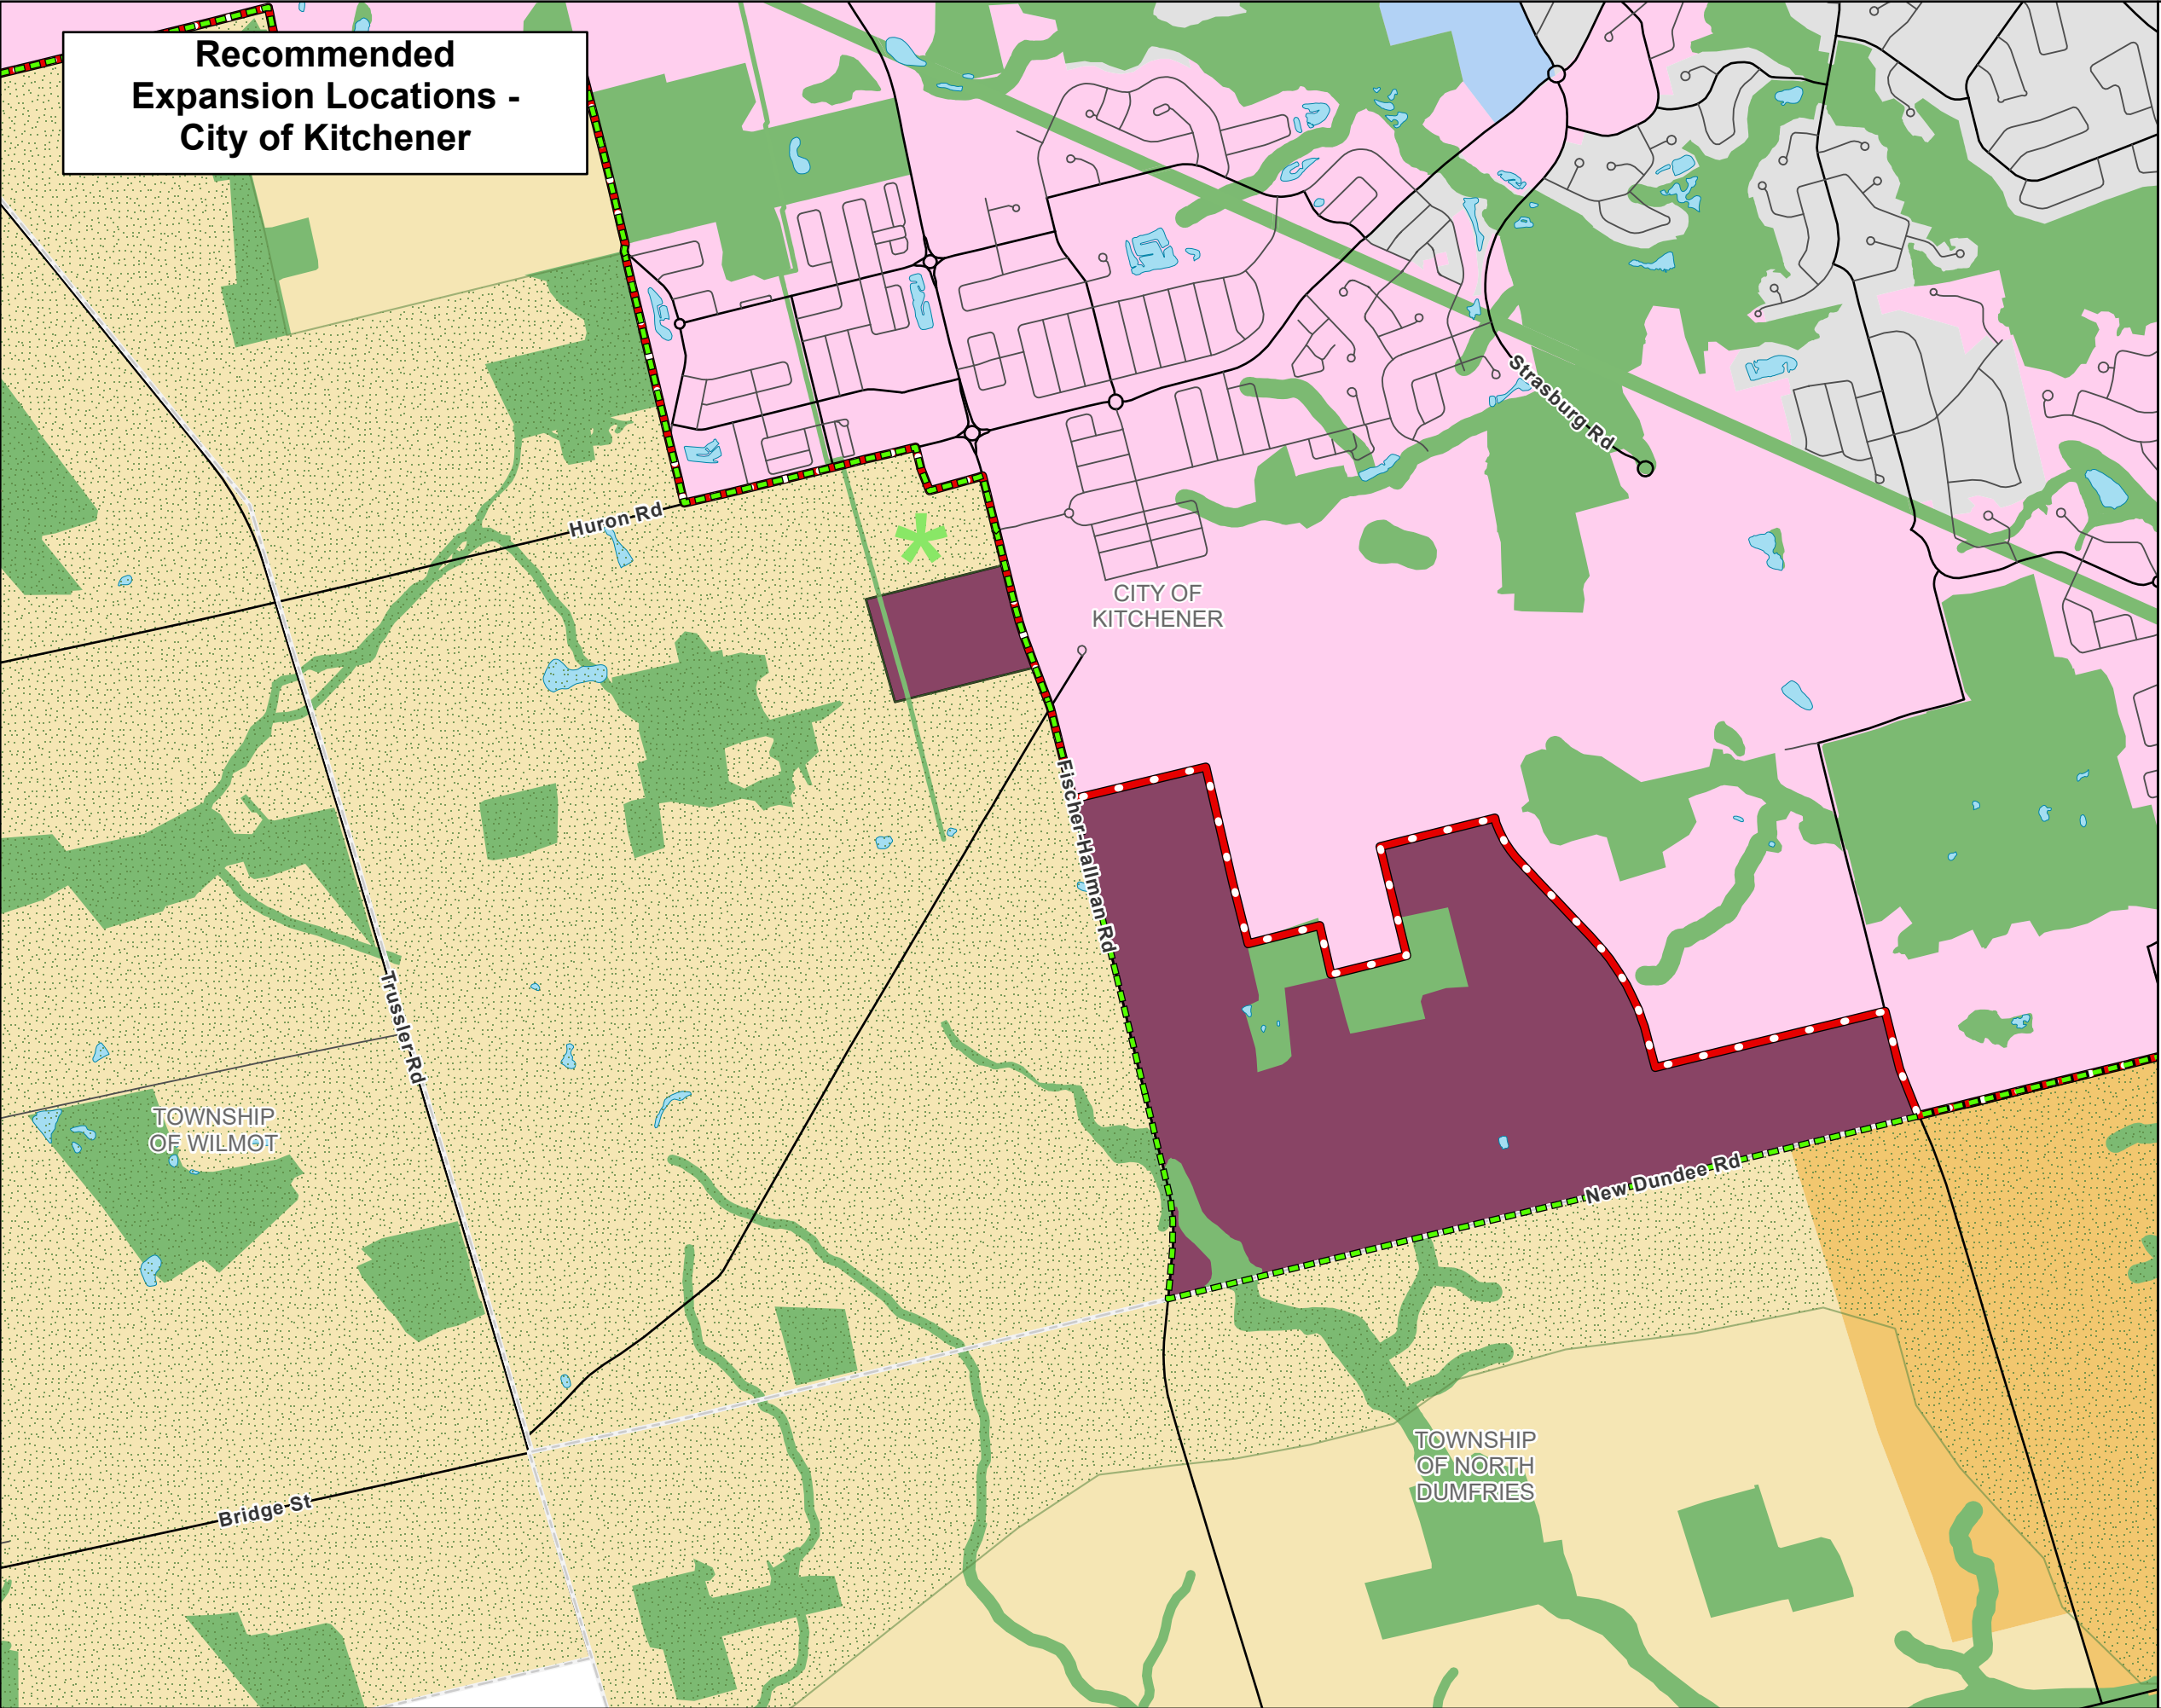 Recommended
Expansion Locations -
City of Kitchener
Strasburg Rd
Huron Rd
CITY OF
KITCHENER
Fischer-Hallman Rd
Trussler Rd
TOWNSHIP
OF WILMOT
New Dundee Rd
TOWNSHIP
OF NORTH
DUMFRIES
Bridge St